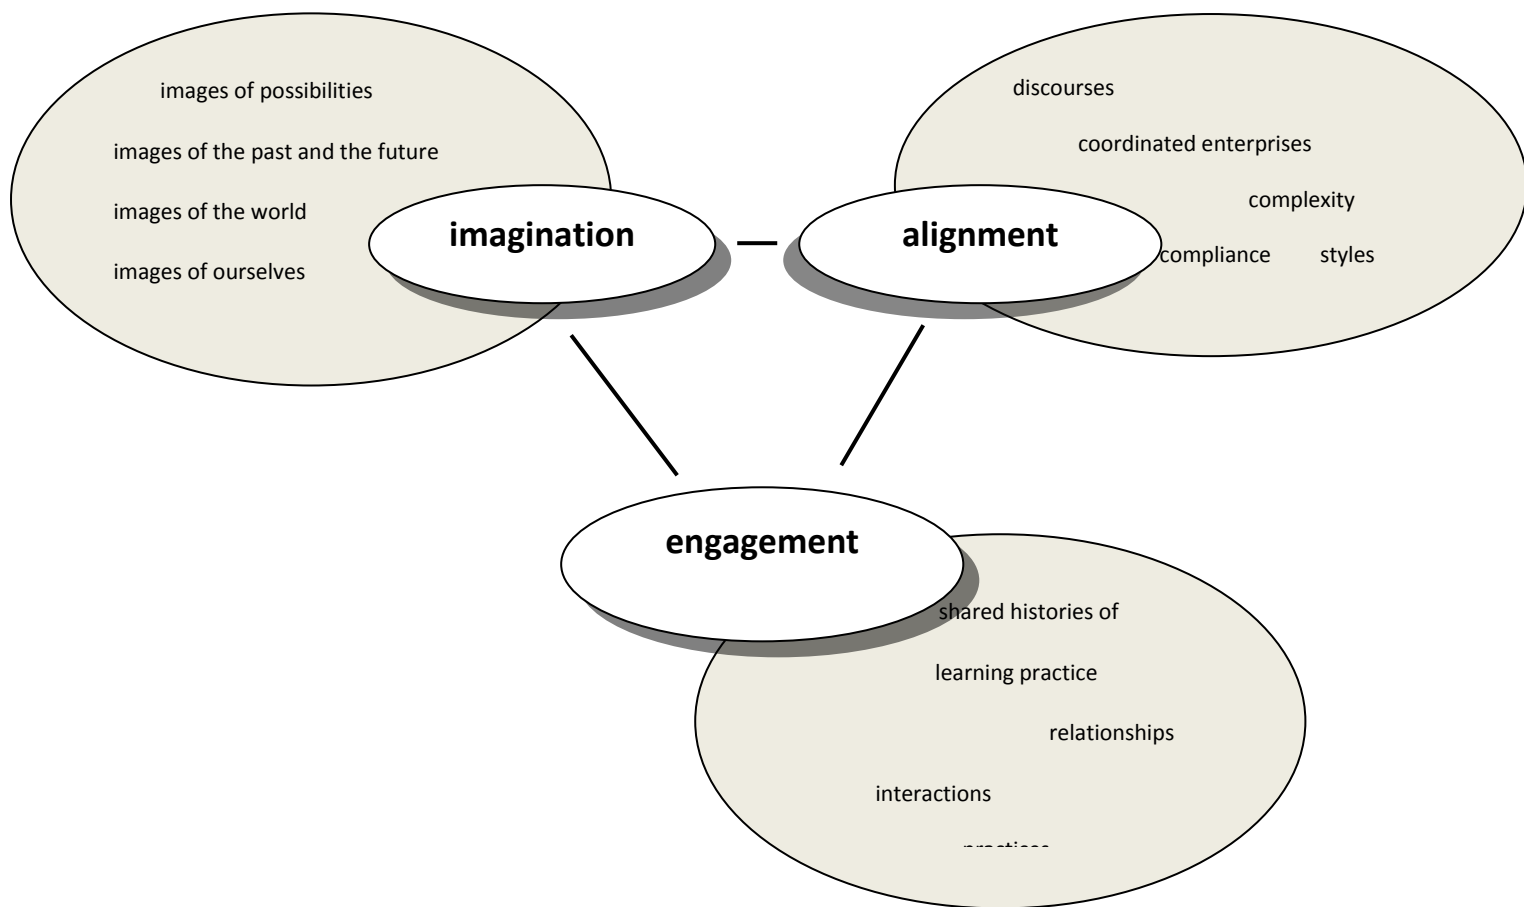 images of possibilities
images of the past and the future
images of the world
images of ourselves
imagination
discourses
coordinated enterprises
complexity
compliance styles
alignment
engagement
shared histories of
learning practice
relationships
interactions